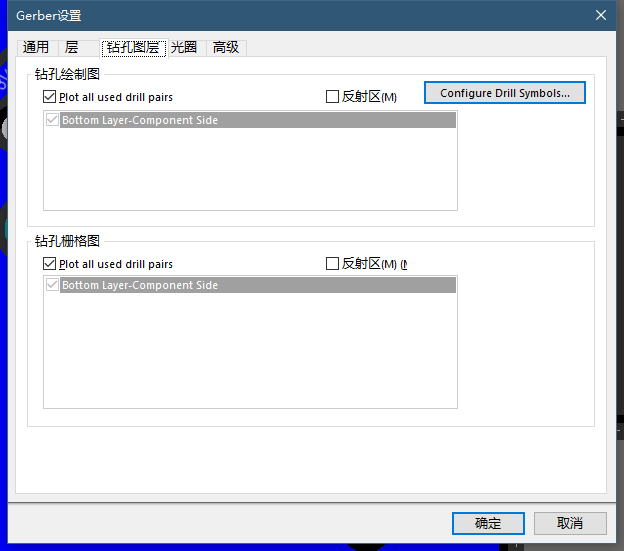 Gerber设置
通用 层 钻孔图层 光圈 高级
钻孔绘制图
Plot all used drill pairs 反射区(M) Configure Drill Symbols...
Bottom Layer-Component Side
钻孔栅格图
Plot all used drill pairs 反射区(M) (
Bottom Layer-Component Side
确定 取消